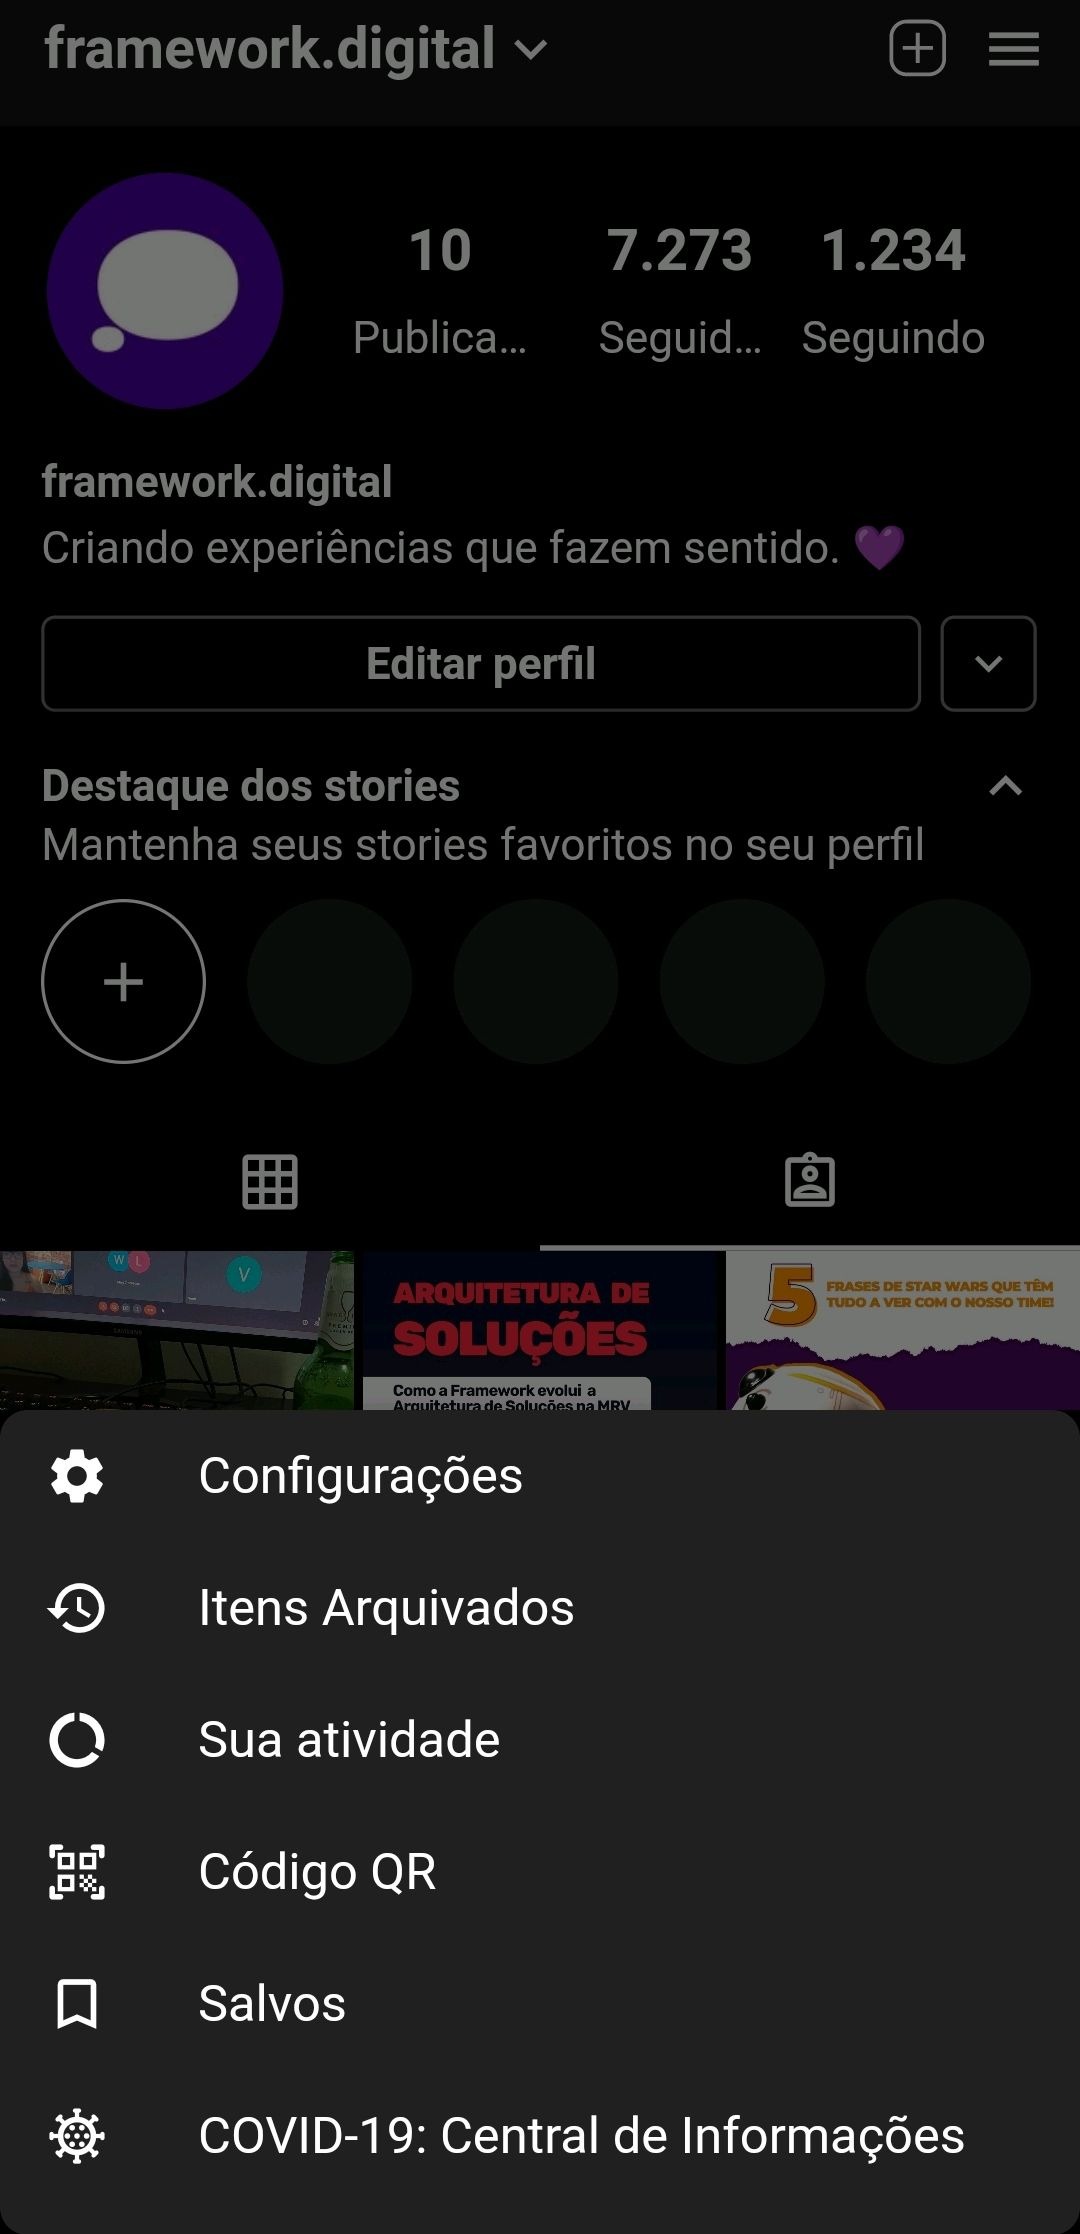 framework.digital
10
7.273
1.234
Publica...
Seguid...
Seguindo
framework.digital
Criando experiências que fazem sentido. 💜
Editar perfil
Destaque dos stories
Mantenha seus stories favoritos no seu perfil
W
L
V
SAMSUNG
ARQUITETURA DE
SOLUÇÕES
Como a Framework evolui a
Arquitetura de Soluções na MRV
5
FRASES DE STAR WARS QUE TÊM
TUDO A VER COM O NOSSO TIME!
Configurações
Itens Arquivados
Sua atividade
Código QR
Salvos
COVID-19: Central de Informações